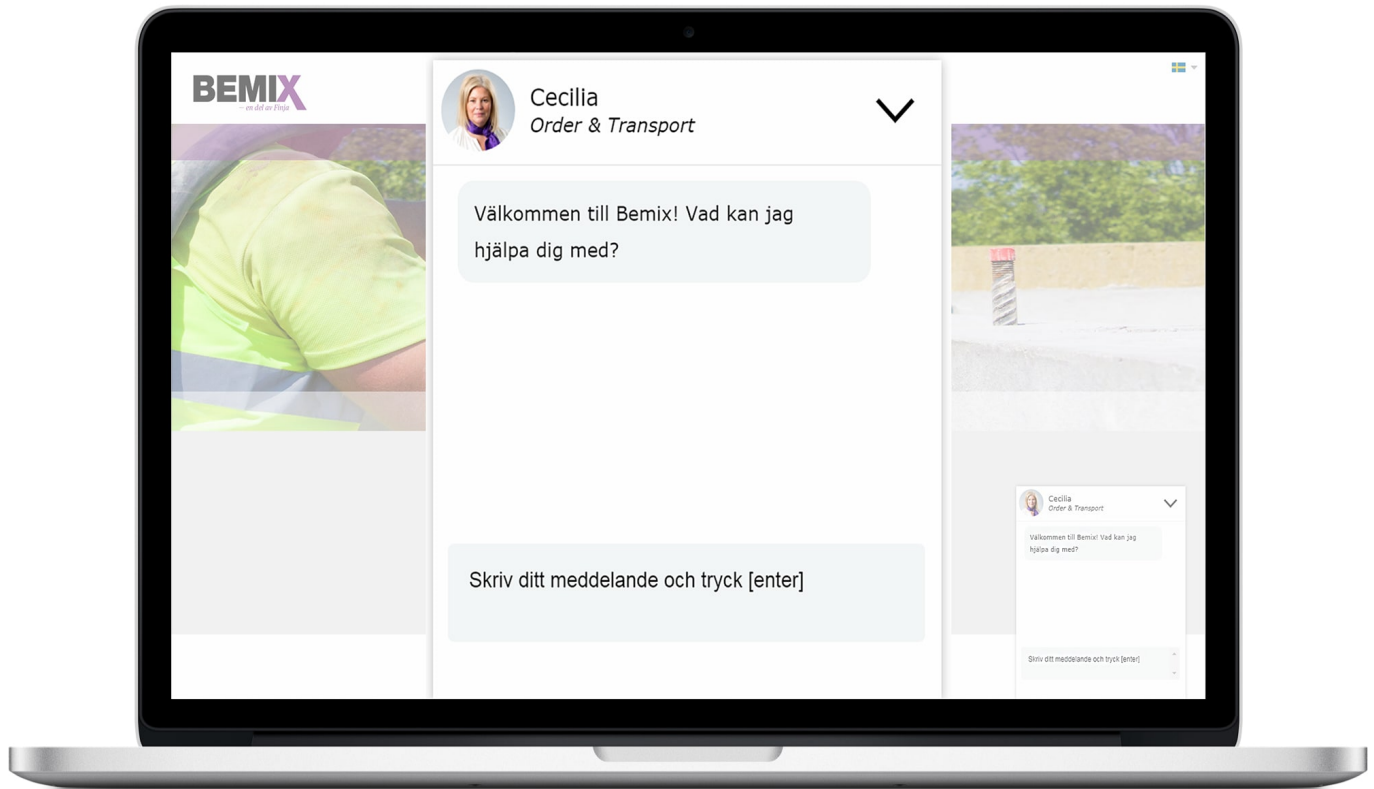 BEMIX
– en del av Finja
Cecilia
Order & Transport
Välkommen till Bemix! Vad kan jag
hjälpa dig med?
Skriv ditt meddelande och tryck [enter]
Cecilia
Order & Transport
Välkommen till Bemix! Vad kan jag
hjälpa dig med?
Skriv ditt meddelande och tryck [enter]